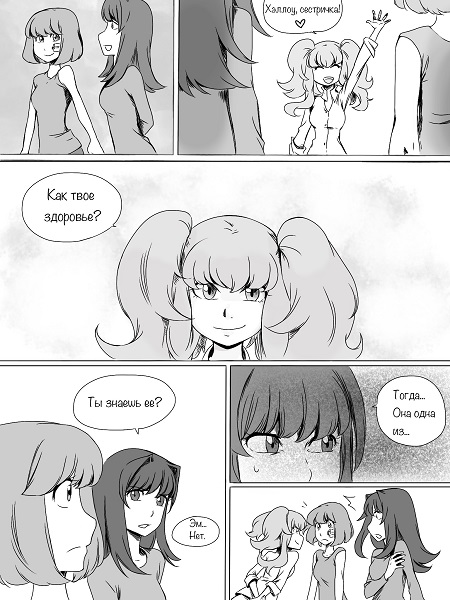 Хэллоу, сестричка!
♡
Как твое
здоровье?
Ты знаешь ее?
Эм...
Нет.
Тогда...
Она одна
из...